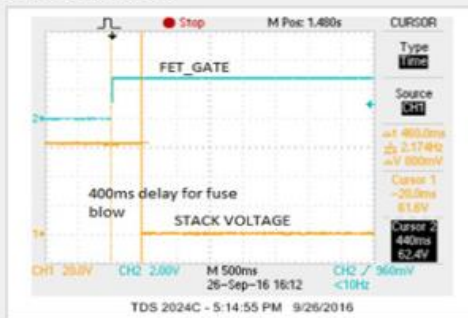 Stop
M Pos: 1.480s
CURSOR
Type
Time
FET_GATE
Source
CH1
2
Δt 460.0ms
2.174Hz
ΔV 800mV
Cursor 1
-20.0ms
61.6V
400ms delay for fuse
blow
STACK VOLTAGE
Cursor 2
440ms
62.4V
1
CH1 20.0V
CH2 2.00V
M 500ms
CH2 / 960mV
26-Sep-16 16:12
<10Hz
TDS 2024C - 5:14:55 PM 9/26/2016